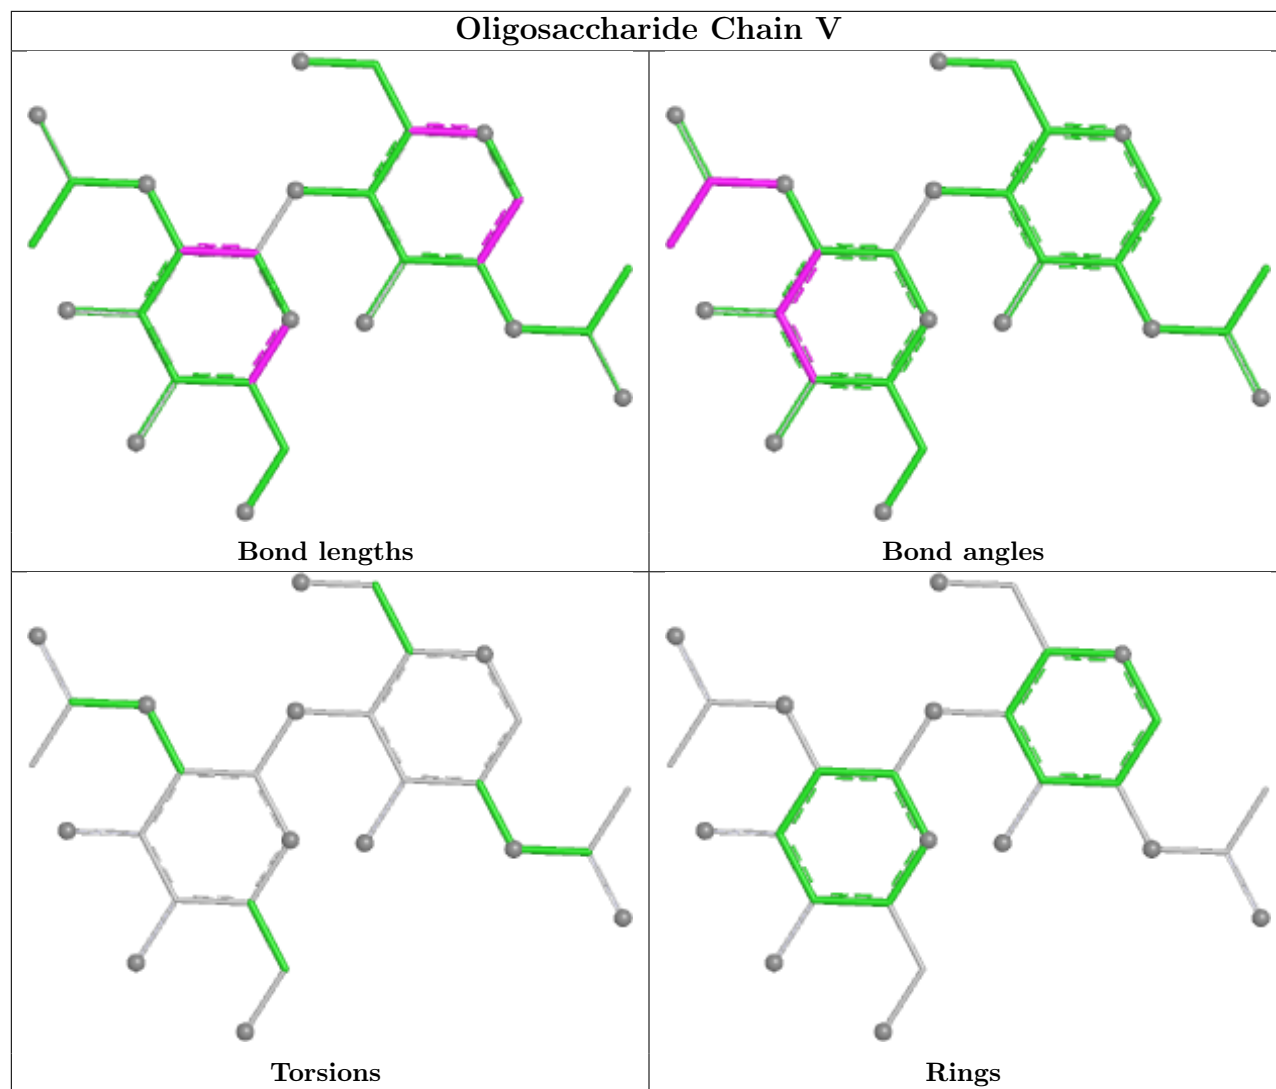 Oligosaccharide Chain V
Bond lengths
Bond angles
Torsions
Rings